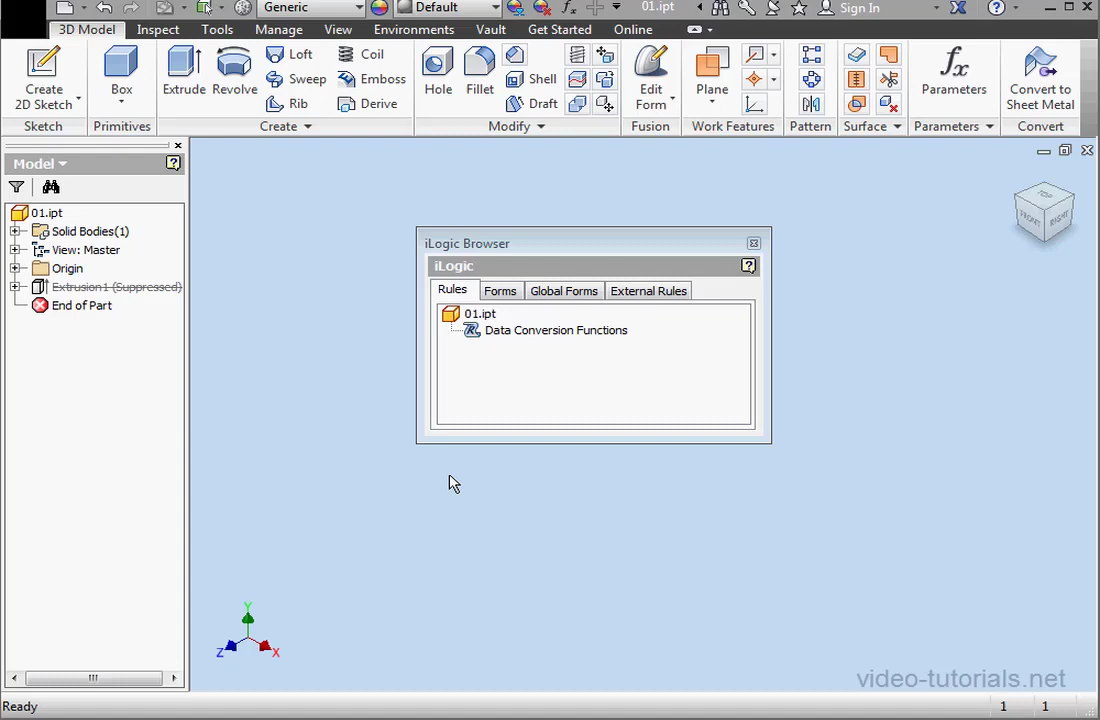 Generic
Default
01.ipt
Sign In
3D Model
Inspect
Tools
Manage
View
Environments
Vault
Get Started
Online
Create
2D Sketch
Box
Extrude
Revolve
Loft
Sweep
Rib
Coil
Emboss
Derive
Hole
Fillet
Shell
Draft
Edit
Form
Plane
Parameters
Convert to
Sheet Metal
Sketch
Primitives
Create
Modify
Fusion
Work Features
Pattern
Surface
Parameters
Convert
Model
01.ipt
Solid Bodies(1)
View: Master
Origin
Extrusion1 (Suppressed)
End of Part
iLogic Browser
iLogic
Rules
Forms
Global Forms
External Rules
01.ipt
Data Conversion Functions
TOP
FRONT
RIGHT
Y
Z
X
video-tutorials.net
Ready
1
1